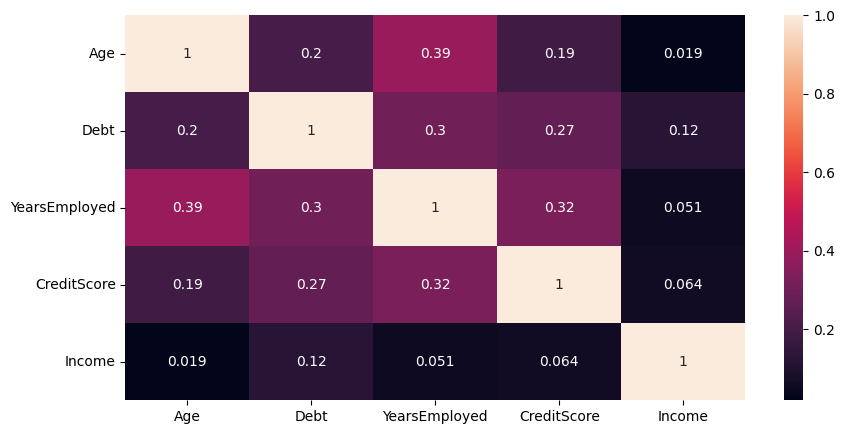 Age 1 0.2 0.39 0.19 0.019
Debt 0.2 1 0.3 0.27 0.12
YearsEmployed 0.39 0.3 1 0.32 0.051
CreditScore 0.19 0.27 0.32 1 0.064
Income 0.019 0.12 0.051 0.064 1
Age Debt YearsEmployed CreditScore Income
1.0
0.8
0.6
0.4
0.2